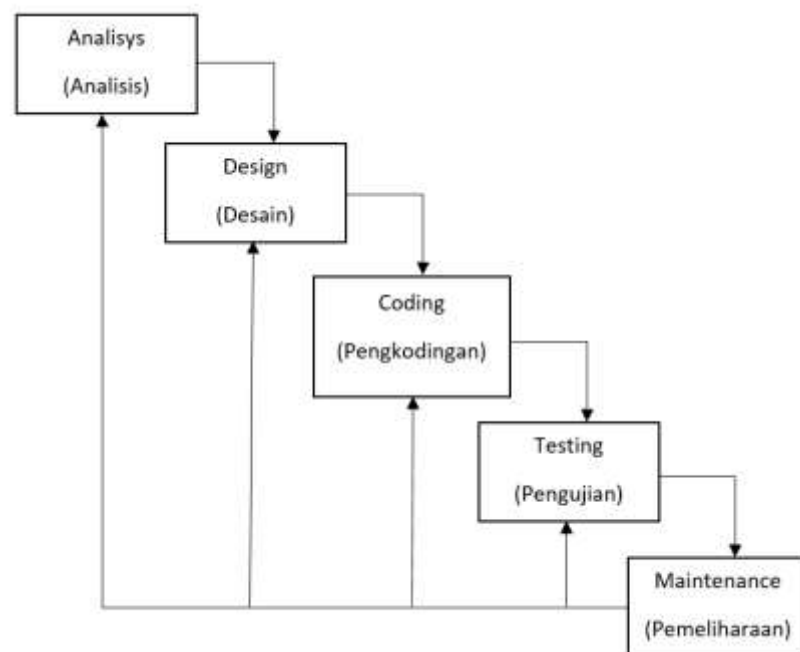 Analisys
(Analisis)
Design
(Desain)
Coding
(Pengkodingan)
Testing
(Pengujian)
Maintenance
(Pemeliharaan)